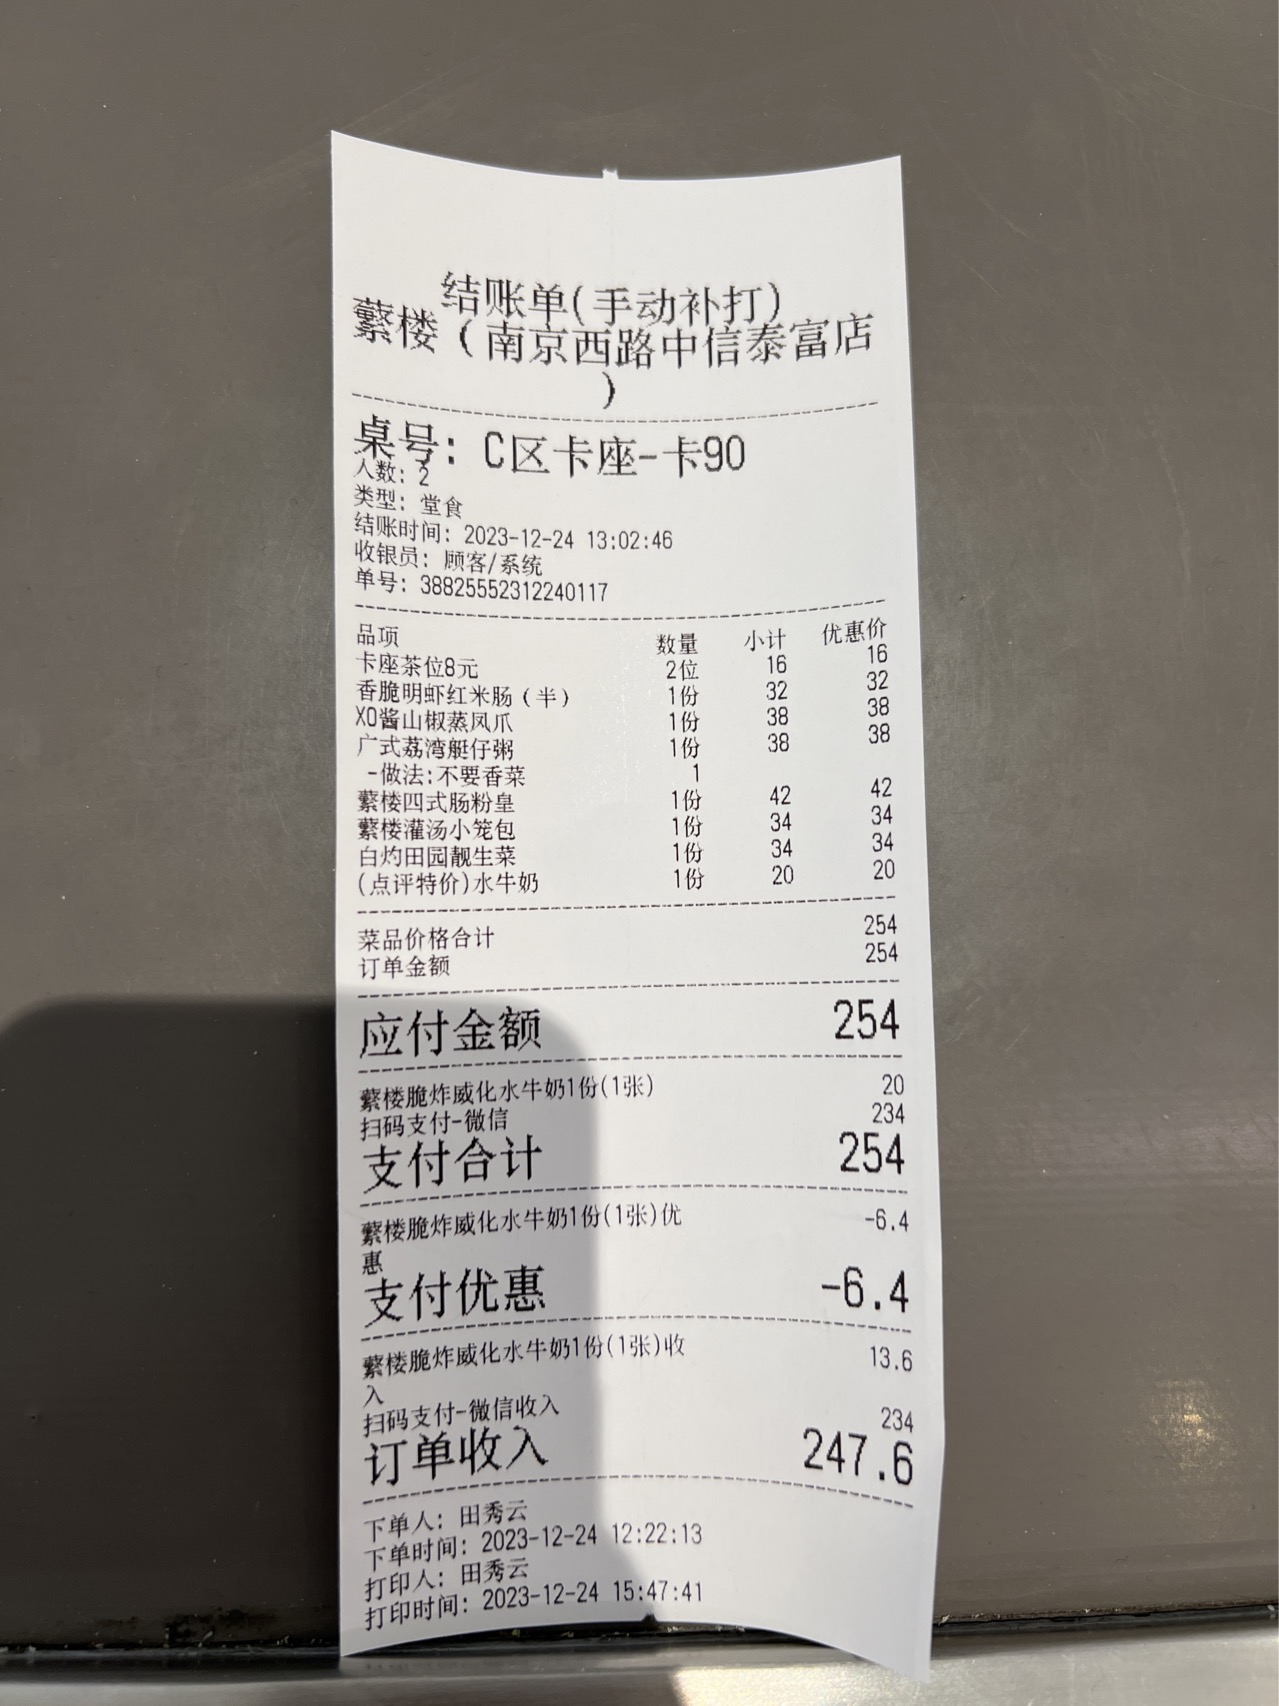 结账单(手动补打)
蘩楼（南京西路中信泰富店
）
桌号: C区卡座-卡90
人数: 2
类型: 堂食
结账时间: 2023-12-24 13:02:46
收银员: 顾客/系统
单号: 38825552312240117
品项 数量 小计 优惠价
卡座茶位8元 2位 16 16
香脆明虾红米肠（半） 1份 32 32
XO酱山椒蒸凤爪 1份 38 38
广式荔湾艇仔粥 1份 38 38
-做法:不要香菜 1
蘩楼四式肠粉皇 1份 42 42
蘩楼灌汤小笼包 1份 34 34
白灼田园靓生菜 1份 34 34
(点评特价)水牛奶 1份 20 20
菜品价格合计 254
订单金额 254
应付金额 254
蘩楼脆炸威化水牛奶1份(1张) 20
扫码支付-微信 234
支付合计 254
蘩楼脆炸威化水牛奶1份(1张)优 -6.4
惠
支付优惠 -6.4
蘩楼脆炸威化水牛奶1份(1张)收 13.6
入
扫码支付-微信收入 234
订单收入 247.6
下单人: 田秀云
下单时间: 2023-12-24 12:22:13
打印人: 田秀云
打印时间: 2023-12-24 15:47:41